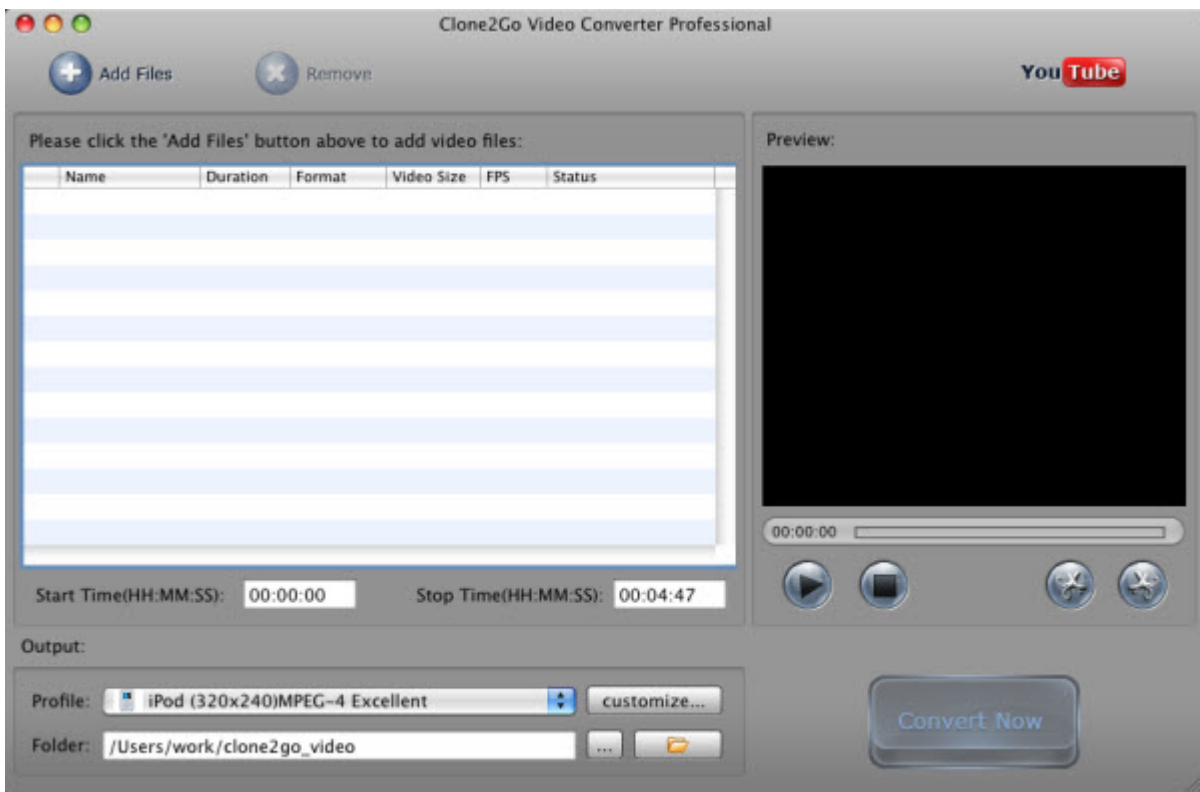 Clone2Go Video Converter Professional
Add Files
Remove
You Tube
Please click the 'Add Files' button above to add video files:
Name Duration Format Video Size FPS Status
Preview:
00:00:00
Start Time(HH:MM:SS): 00:00:00 Stop Time(HH:MM:SS): 00:04:47
Output:
Profile: iPod (320x240)MPEG-4 Excellent customize...
Folder: /Users/work/clone2go_video ...
Convert Now